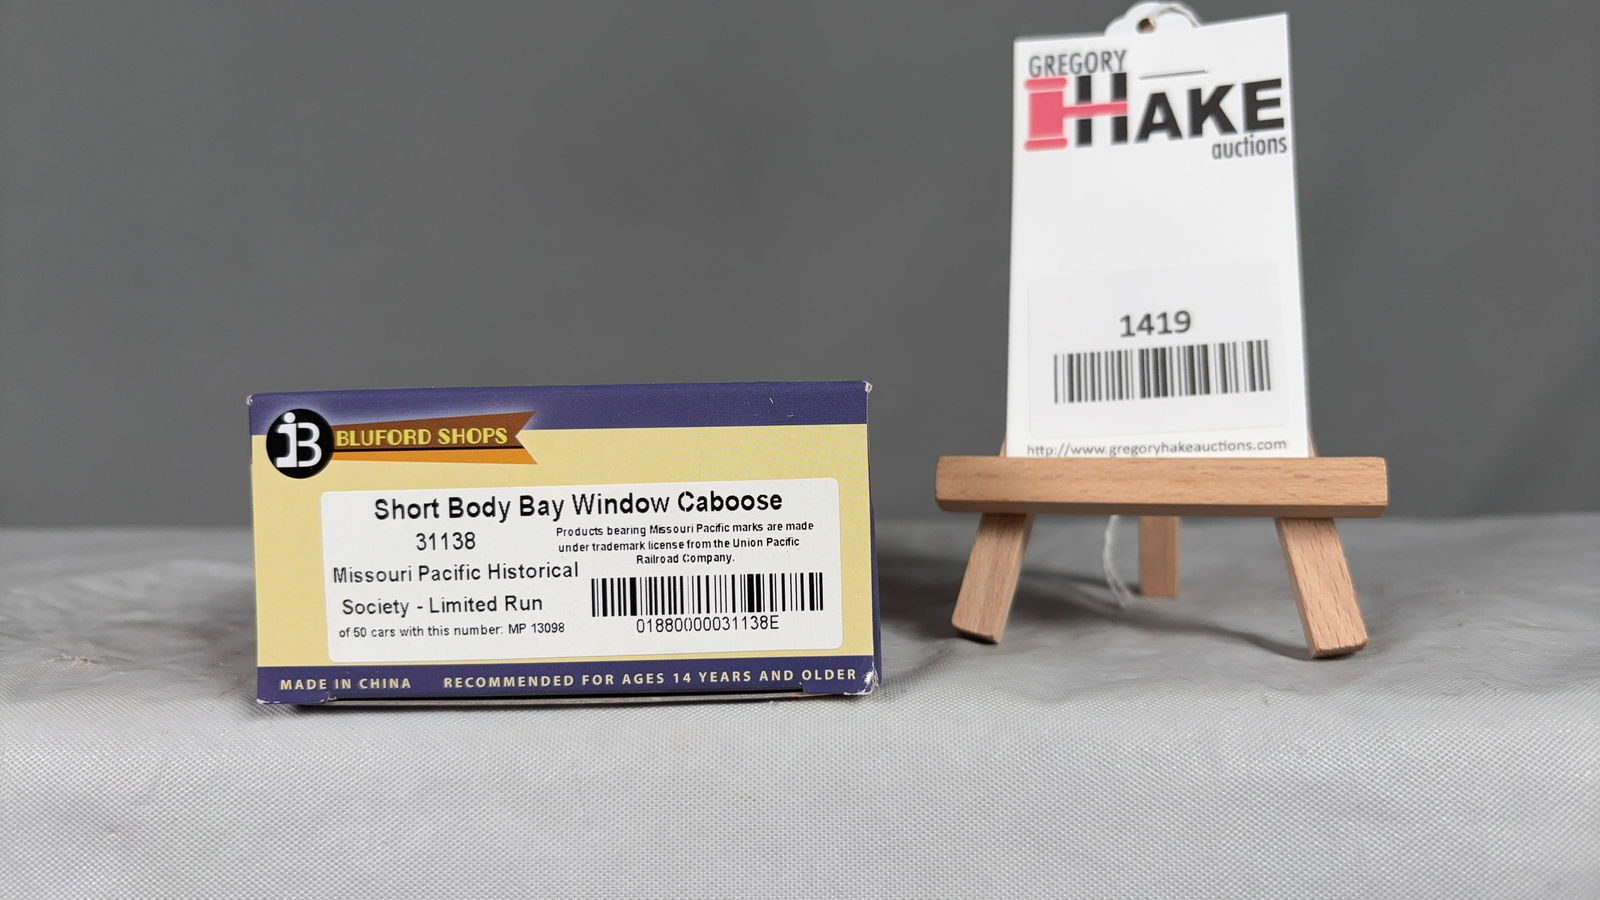 BLUFORD SHOPS
Short Body Bay Window Caboose
31138
Missouri Pacific Historical
Society - Limited Run
of 50 cars with this number: MP 13098
Products bearing Missouri Pacific marks are made
under trademark license from the Union Pacific
Railroad Company.
01880000031138E
MADE IN CHINA RECOMMENDED FOR AGES 14 YEARS AND OLDER
GREGORY
HAKE
auctions
1419
http://www.gregoryhakeauctions.com